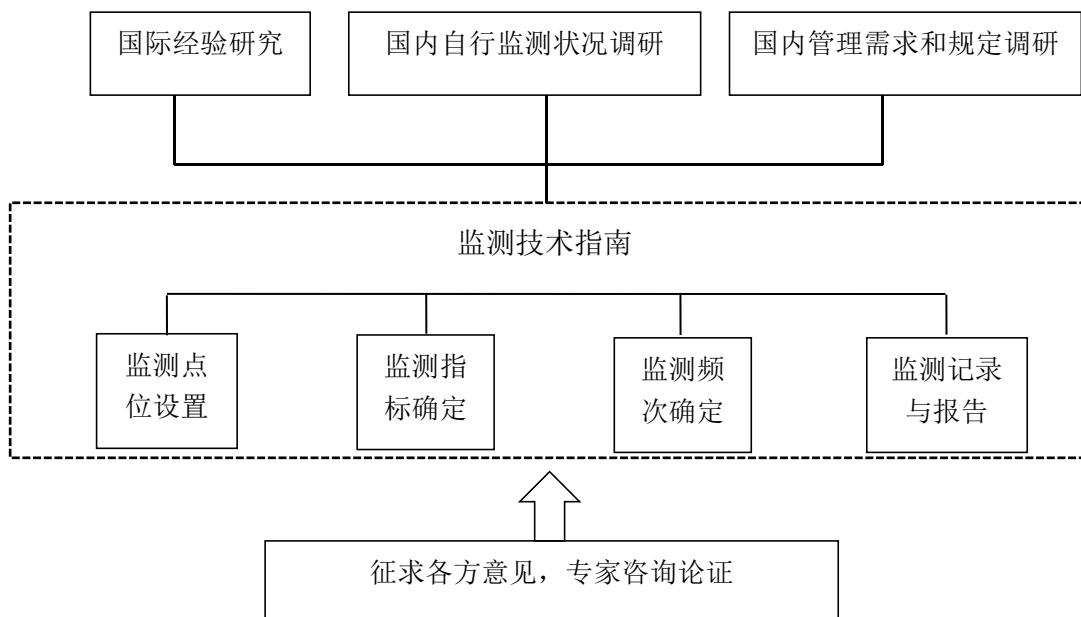 国际经验研究
国内自行监测状况调研
国内管理需求和规定调研
监测技术指南
监测点
位设置
监测指
标确定
监测频
次确定
监测记录
与报告
征求各方意见，专家咨询论证